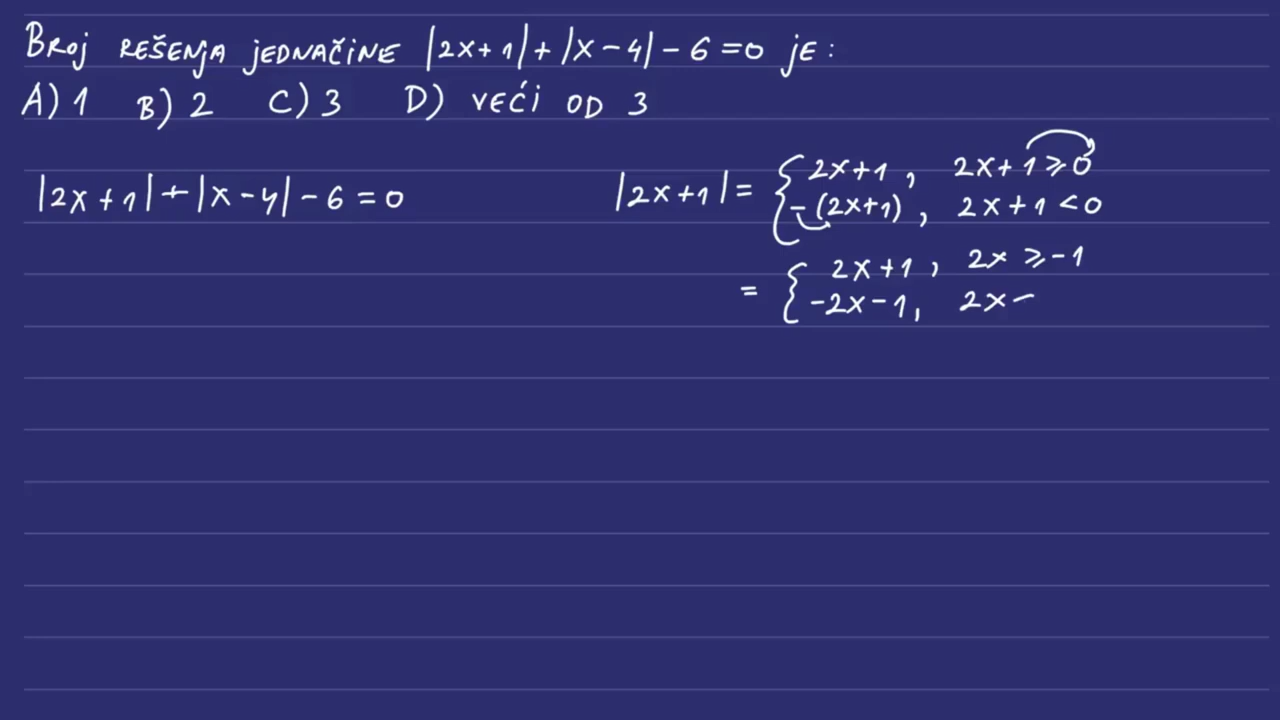 Broj REŠENJA JEDNAČINE |2x+1|+|x-4|-6=0 JE:
A) 1 B) 2 C) 3 D) VEĆI OD 3
|2x+1|+|x-4|-6=0
|2x+1|= { 2x+1, 2x+1⩾0
-(2x+1), 2x+1<0
= { 2x+1, 2x⩾-1
-2x-1, 2x-